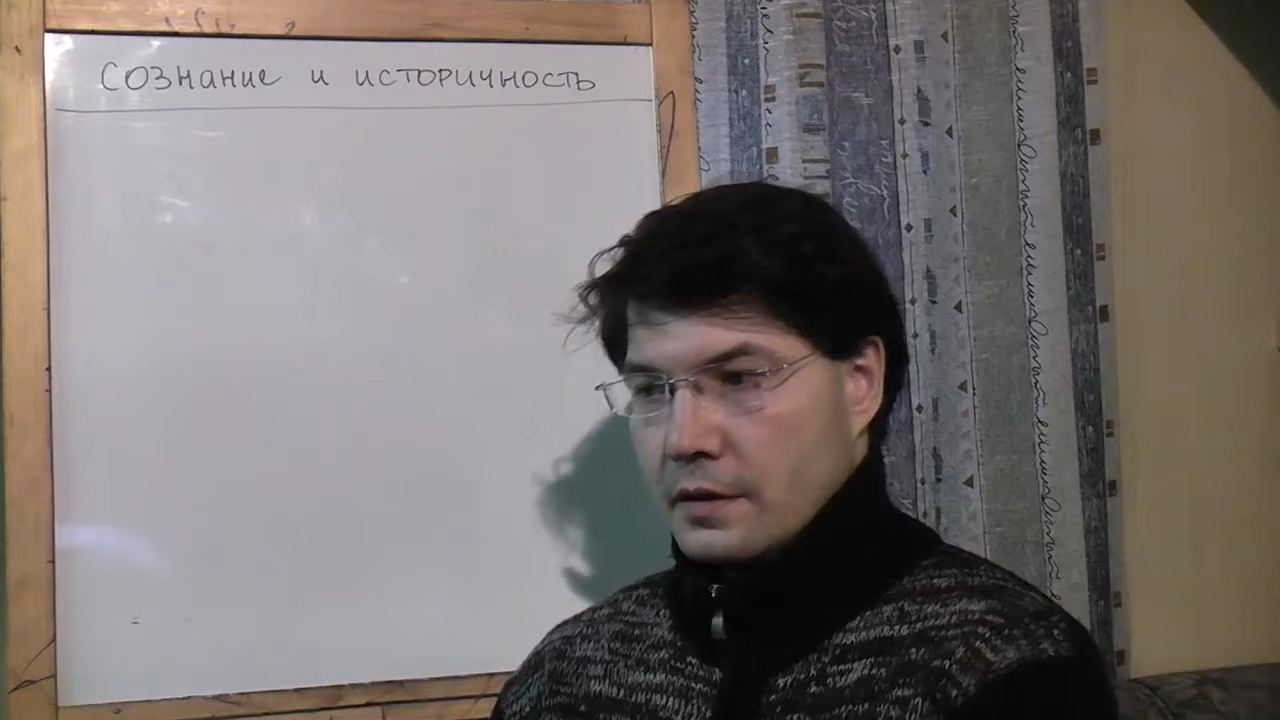 Сознание и историчность